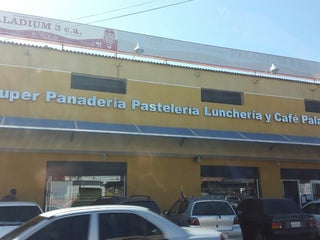 ALADIUM 3 c.a.
uper Panadería Pastelería Lunchería y Café Pala